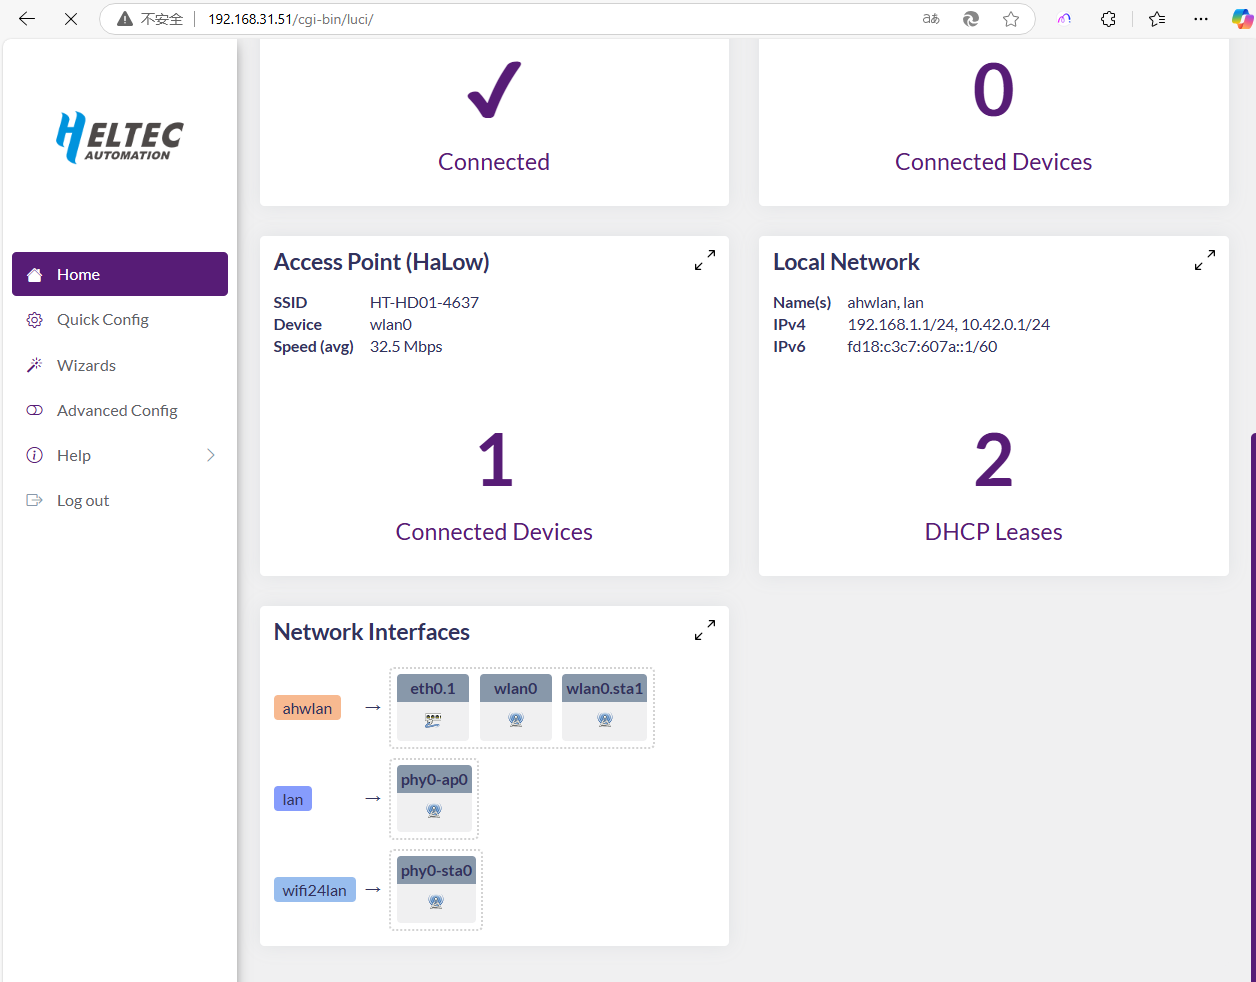 不安全
192.168.31.51/cgi-bin/luci/
aあ
HELTEC
AUTOMATION
Home
Quick Config
Wizards
Advanced Config
Help
Log out
Connected
0
Connected Devices
Access Point (HaLow)
SSID HT-HD01-4637
Device wlan0
Speed (avg) 32.5 Mbps
1
Connected Devices
Local Network
Name(s) ahwlan, lan
IPv4 192.168.1.1/24, 10.42.0.1/24
IPv6 fd18:c3c7:607a::1/60
2
DHCP Leases
Network Interfaces
ahwlan → eth0.1 wlan0 wlan0.sta1
lan → phy0-ap0
wifi24lan → phy0-sta0